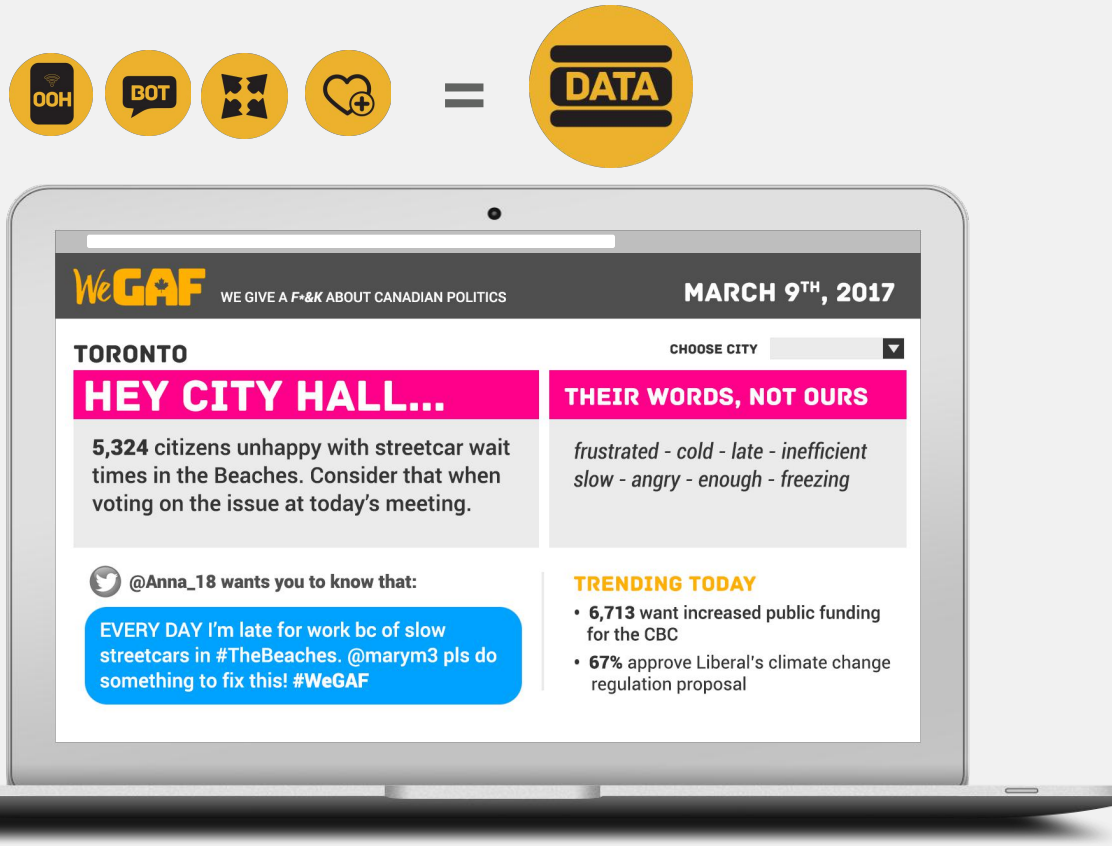 OOH
BOT
=
DATA
WeGAF
WE GIVE A F*&K ABOUT CANADIAN POLITICS
MARCH 9TH, 2017
TORONTO
CHOOSE CITY
HEY CITY HALL...
5,324 citizens unhappy with streetcar wait
times in the Beaches. Consider that when
voting on the issue at today's meeting.
THEIR WORDS, NOT OURS
frustrated - cold - late - inefficient
slow - angry - enough - freezing
@Anna_18 wants you to know that:
EVERY DAY I'm late for work bc of slow
streetcars in #TheBeaches. @marym3 pls do
something to fix this! #WeGAF
TRENDING TODAY
• 6,713 want increased public funding
for the CBC
• 67% approve Liberal's climate change
regulation proposal